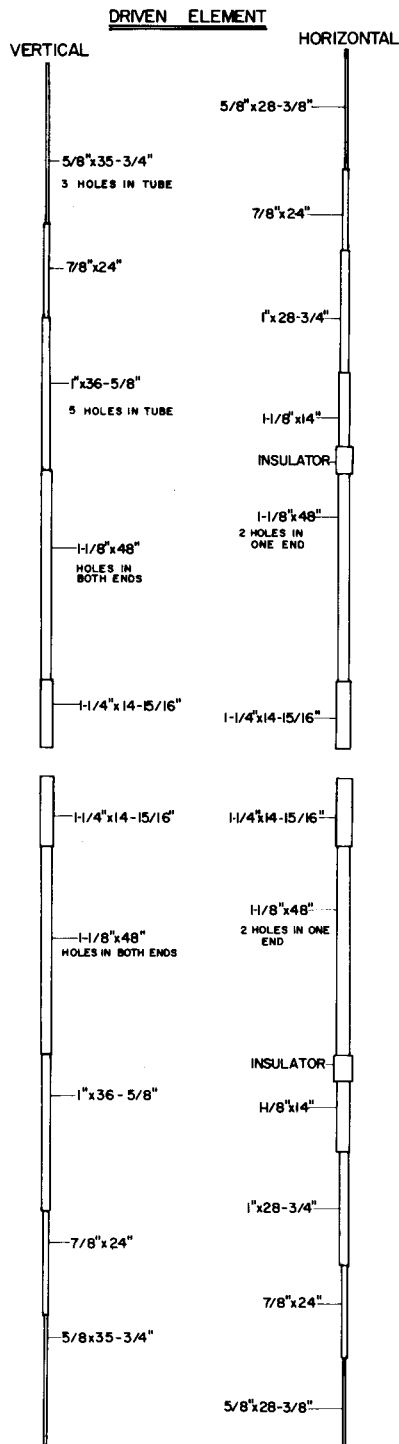 DRIVEN ELEMENT
VERTICAL
5/8"x35-3/4"
3 HOLES IN TUBE
7/8"x24"
1"x36-5/8"
5 HOLES IN TUBE
1-1/8"x48"
HOLES IN
BOTH ENDS
1-1/4"x14-15/16"
1-1/4"x14-15/16"
1-1/8"x48"
HOLES IN BOTH ENDS
1"x36-5/8"
7/8"x24"
5/8x35-3/4"
HORIZONTAL
5/8"x28-3/8"
7/8"x24"
1"x28-3/4"
1-1/8"x14"
INSULATOR
1-1/8"x48"
2 HOLES IN
ONE END
1-1/4"x14-15/16"
1-1/4"x14-15/16"
1-1/8"x48"
2 HOLES IN ONE
END
INSULATOR
1-1/8"x14"
1"x28-3/4"
7/8"x24"
5/8"x28-3/8"